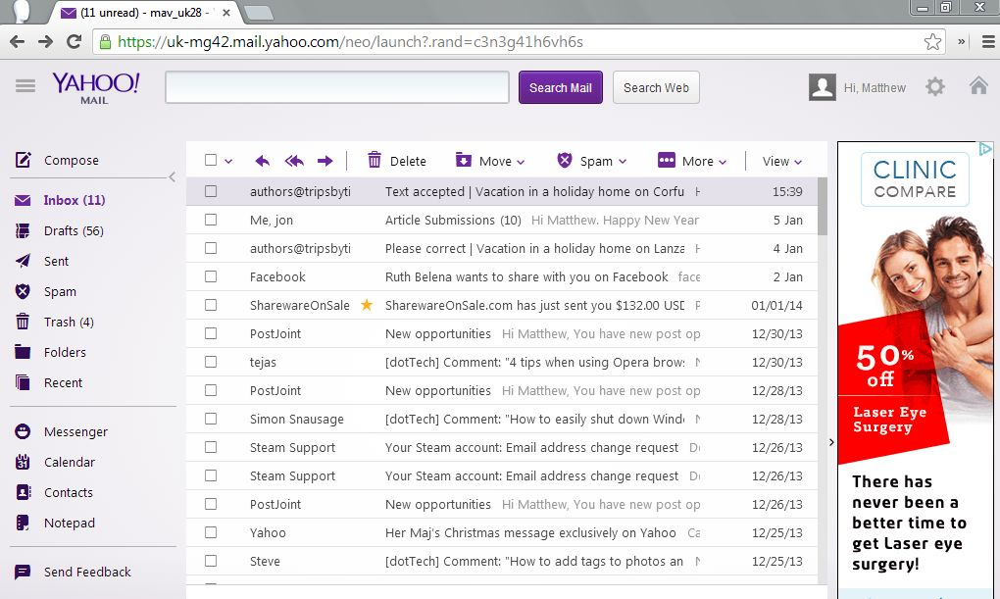 (11 unread) - mav_uk28 -
https://uk-mg42.mail.yahoo.com/neo/launch?.rand=c3n3g41h6vh6s
YAHOO!
MAIL
Search Mail
Search Web
Hi, Matthew
Compose
Inbox (11)
Drafts (56)
Sent
Spam
Trash (4)
Folders
Recent
Messenger
Calendar
Contacts
Notepad
Send Feedback
Delete Move Spam More View
authors@tripsbyti Text accepted | Vacation in a holiday home on Corfu H 15:39
Me, jon Article Submissions (10) Hi Matthew. Happy New Year 5 Jan
authors@tripsbyti Please correct | Vacation in a holiday home on Lanza H 4 Jan
Facebook Ruth Belena wants to share with you on Facebook face 2 Jan
SharewareOnSale SharewareOnSale.com has just sent you $132.00 USD P 01/01/14
PostJoint New opportunities Hi Matthew, You have new post op 12/30/13
tejas [dotTech] Comment: "4 tips when using Opera brow: N 12/30/13
PostJoint New opportunities Hi Matthew, You have new post op 12/28/13
Simon Snausage [dotTech] Comment: "How to easily shut down Wind N 12/28/13
Steam Support Your Steam account: Email address change request De 12/26/13
Steam Support Your Steam account: Email address change request De 12/26/13
PostJoint New opportunities Hi Matthew, You have new post op 12/26/13
Yahoo Her Maj's Christmas message exclusively on Yahoo Ca 12/25/13
Steve [dotTech] Comment: "How to add tags to photos an N 12/25/13
CLINIC
COMPARE
50%
off
Laser Eye
Surgery
There has
never been a
better time to
get Laser eye
surgery!